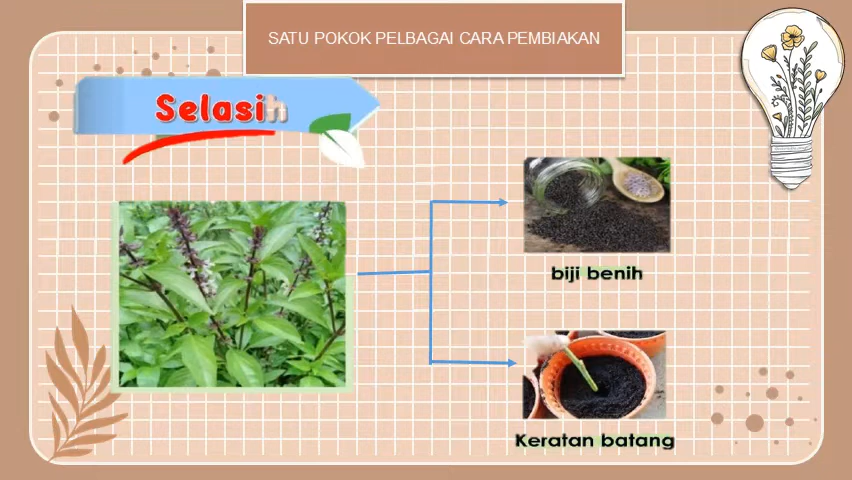 SATU POKOK PELBAGAI CARA PEMBIAKAN
Selasih
biji benih
Keratan batang